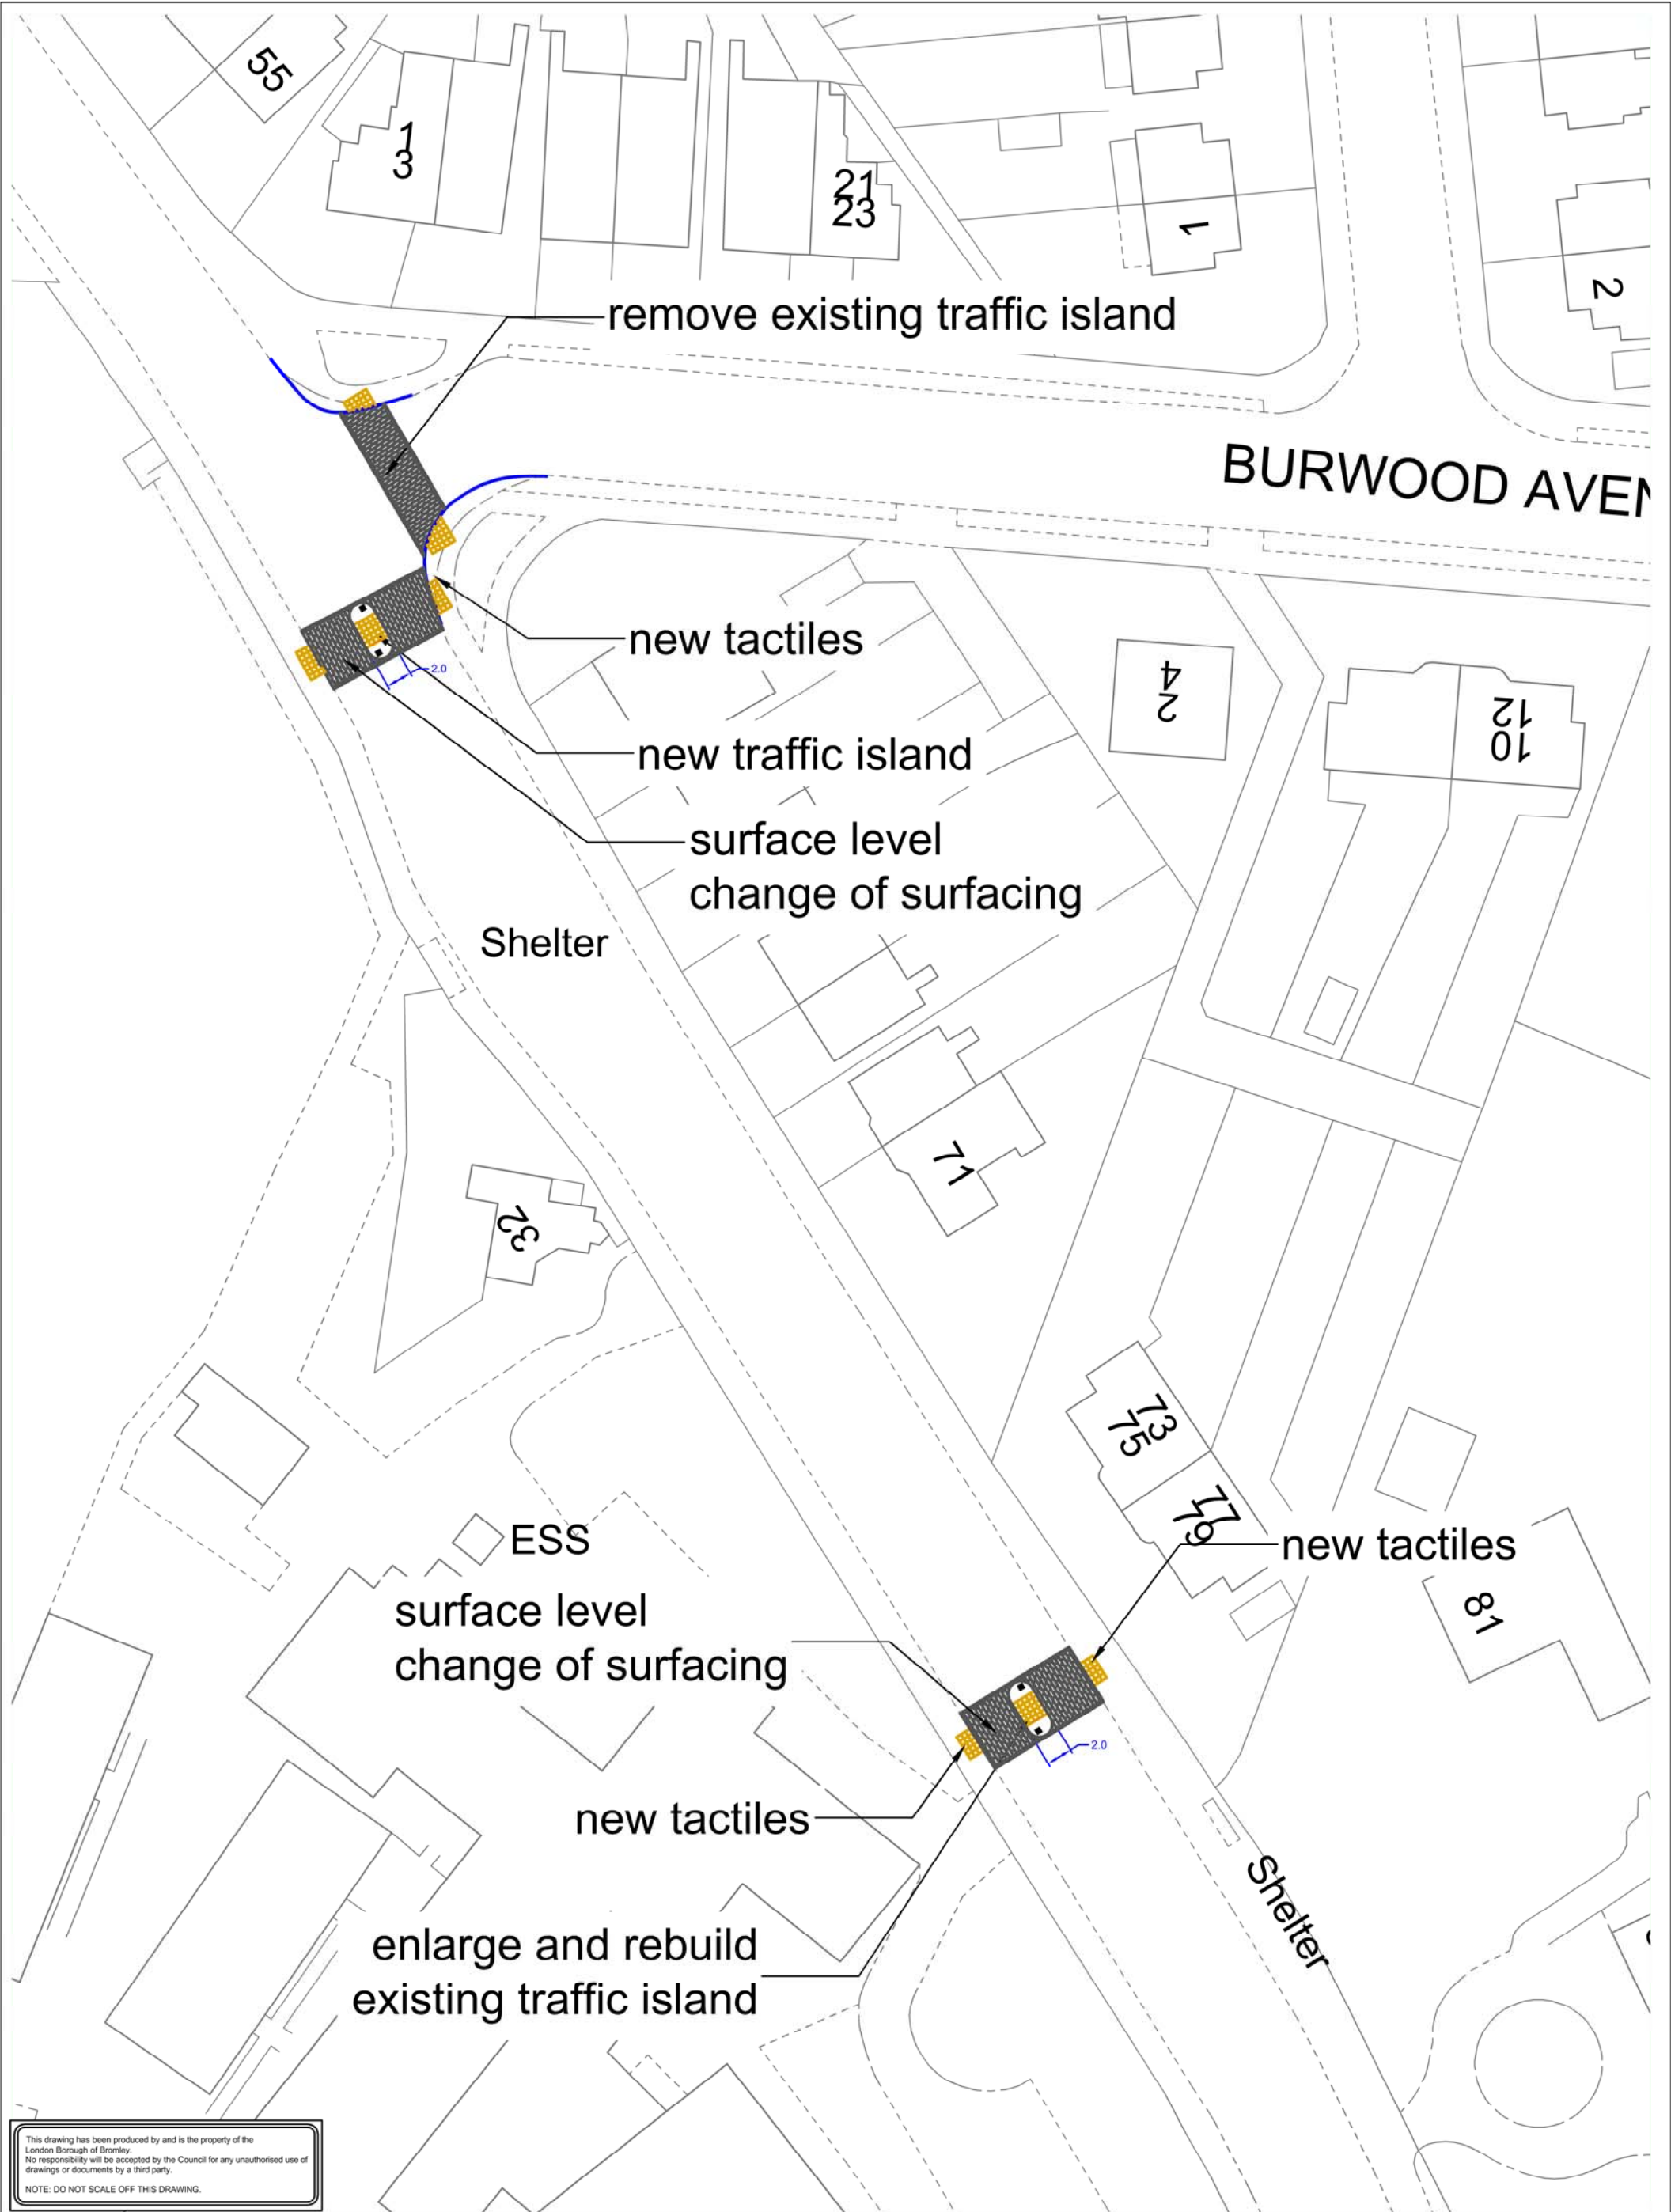 55
1
3
21
23
1
2
remove existing traffic island
BURWOOD AVEN
new tactiles
2
4
10
12
2.0
new traffic island
surface level
change of surfacing
Shelter
71
32
73
75
77
79
ESS
new tactiles
81
surface level
change of surfacing
2.0
new tactiles
Shelter
enlarge and rebuild
existing traffic island
This drawing has been produced by and is the property of the
London Borough of Bromley.
No responsibility will be accepted by the Council for any unauthorised use of
drawings or documents by a third party.
NOTE: DO NOT SCALE OFF THIS DRAWING.